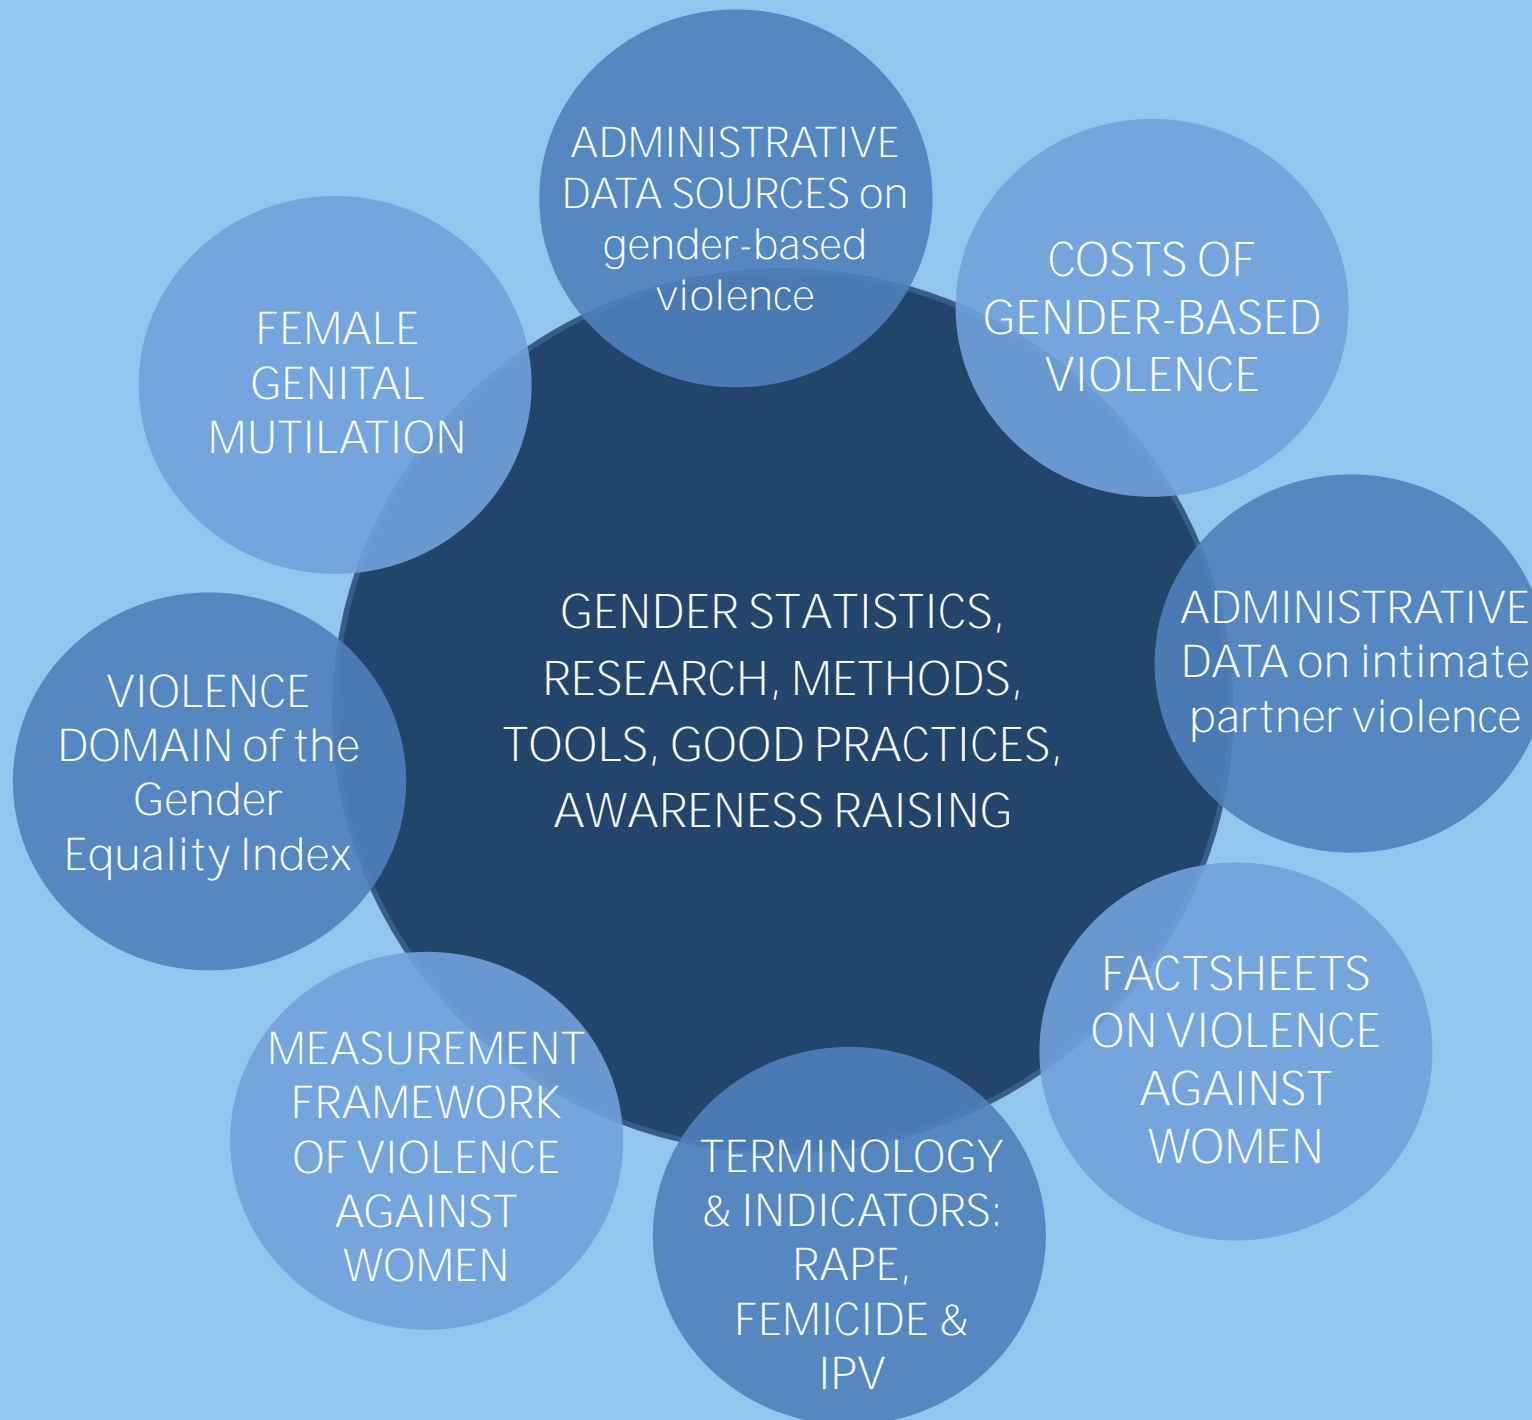 ADMINISTRATIVE
DATA SOURCES on
gender-based
violence
COSTS OF
GENDER-BASED
VIOLENCE
ADMINISTRATIVE
DATA on intimate
partner violence
FACTSHEETS
ON VIOLENCE
AGAINST
WOMEN
TERMINOLOGY
& INDICATORS:
RAPE,
FEMICIDE &
IPV
MEASUREMENT
FRAMEWORK
OF VIOLENCE
AGAINST
WOMEN
VIOLENCE
DOMAIN of the
Gender
Equality Index
FEMALE
GENITAL
MUTILATION
GENDER STATISTICS,
RESEARCH, METHODS,
TOOLS, GOOD PRACTICES,
AWARENESS RAISING